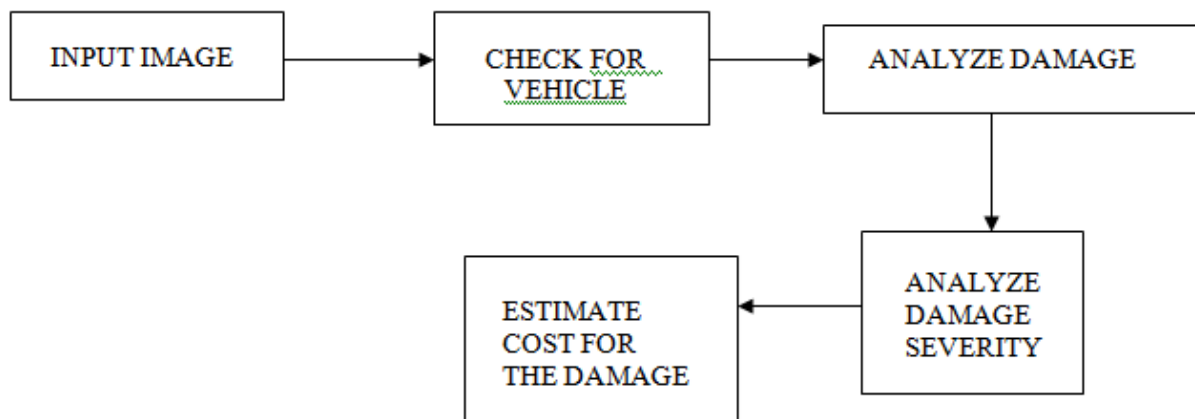 INPUT IMAGE
CHECK FOR
VEHICLE
ANALYZE DAMAGE
ANALYZE
DAMAGE
SEVERITY
ESTIMATE
COST FOR
THE DAMAGE